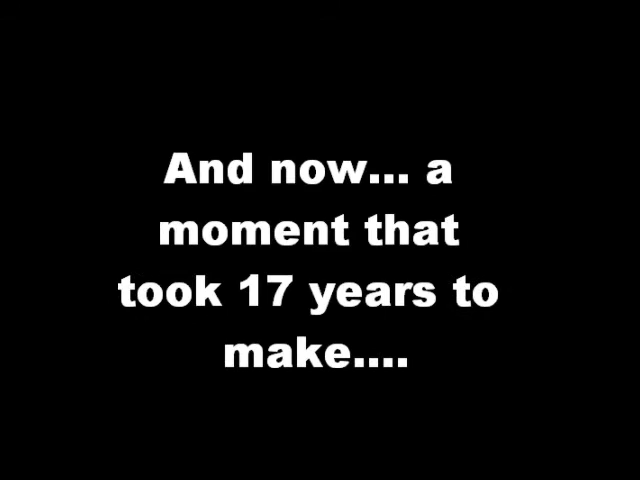 And now... a
moment that
took 17 years to
make....